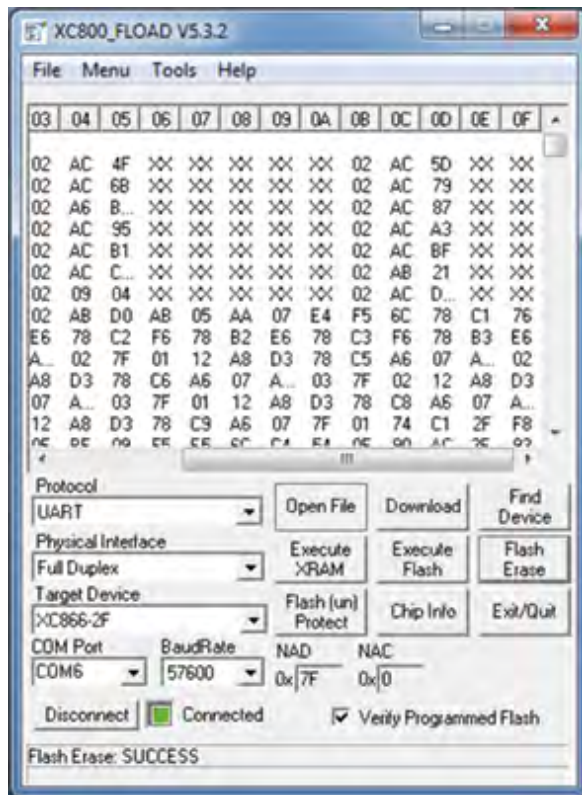 XC800_FLOAD V5.3.2
File Menu Tools Help
03 04 05 06 07 08 09 0A 0B 0C 0D 0E 0F
02 AC 4F XX XX XX XX XX 02 AC 5D XX XX
02 AC 6B XX XX XX XX XX 02 AC 79 XX XX
02 A6 B... XX XX XX XX XX 02 AC 87 XX XX
02 AC 95 XX XX XX XX XX 02 AC A3 XX XX
02 AC B1 XX XX XX XX XX 02 AC BF XX XX
02 AC C... XX XX XX XX XX 02 AB 21 XX XX
02 09 04 XX XX XX XX XX 02 AC D... XX XX
02 AB D0 AB 05 AA 07 E4 F5 6C 78 C1 76
E6 78 C2 F6 78 B2 E6 78 C3 F6 78 B3 E6
A... 02 7F 01 12 A8 D3 78 C5 A6 07 A... 02
A8 D3 78 C6 A6 07 A... 03 7F 02 12 A8 D3
07 A... 03 7F 01 12 A8 D3 78 C8 A6 07 A...
12 A8 D3 78 C9 A6 07 7F 01 74 C1 2F F8
Protocol
UART
Open File Download Find Device
Physical Interface
Full Duplex
Execute XRAM Execute Flash Flash Erase
Target Device
XC866-2F
Flash (un) Protect Chip Info Exit/Quit
COM Port BaudRate NAD NAC
COM6 57600 0x 7F 0x 0
Disconnect Connected Verify Programmed Flash
Flash Erase: SUCCESS